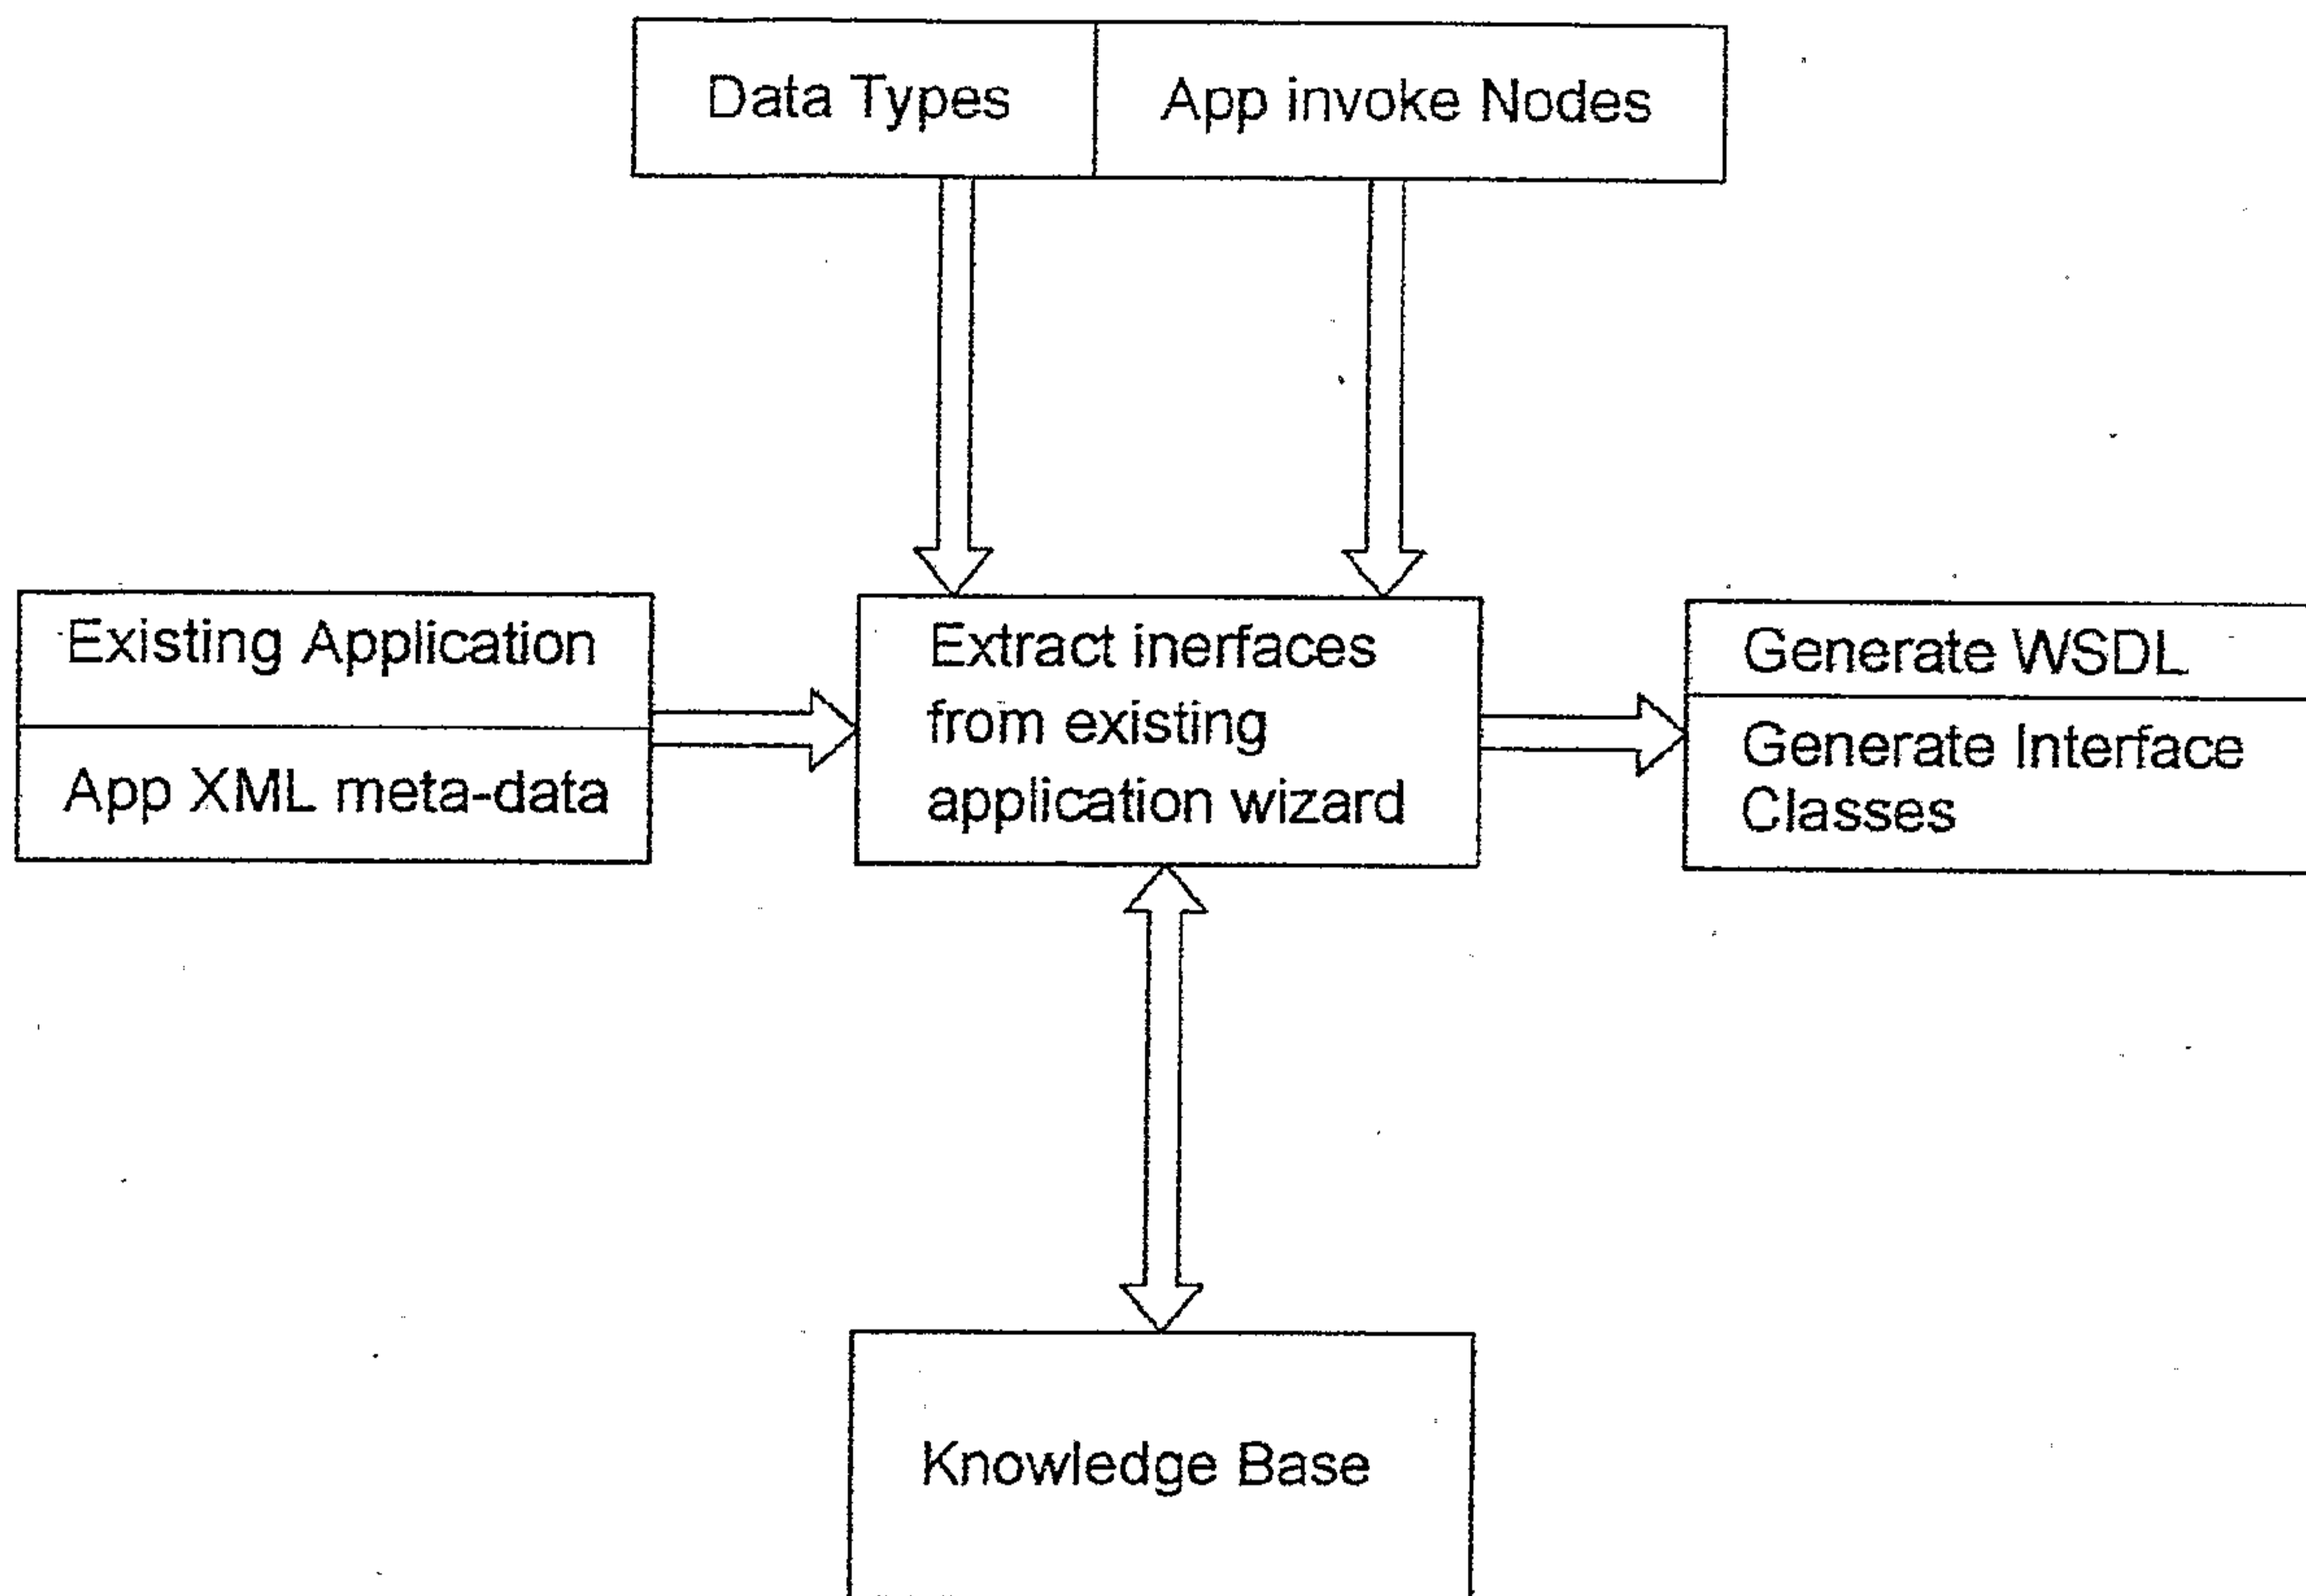 Data Types
App invoke Nodes
Existing Application
App XML meta-data
Extract inerfaces
from existing
application wizard
Generate WSDL
Generate Interface
Classes
Knowledge Base